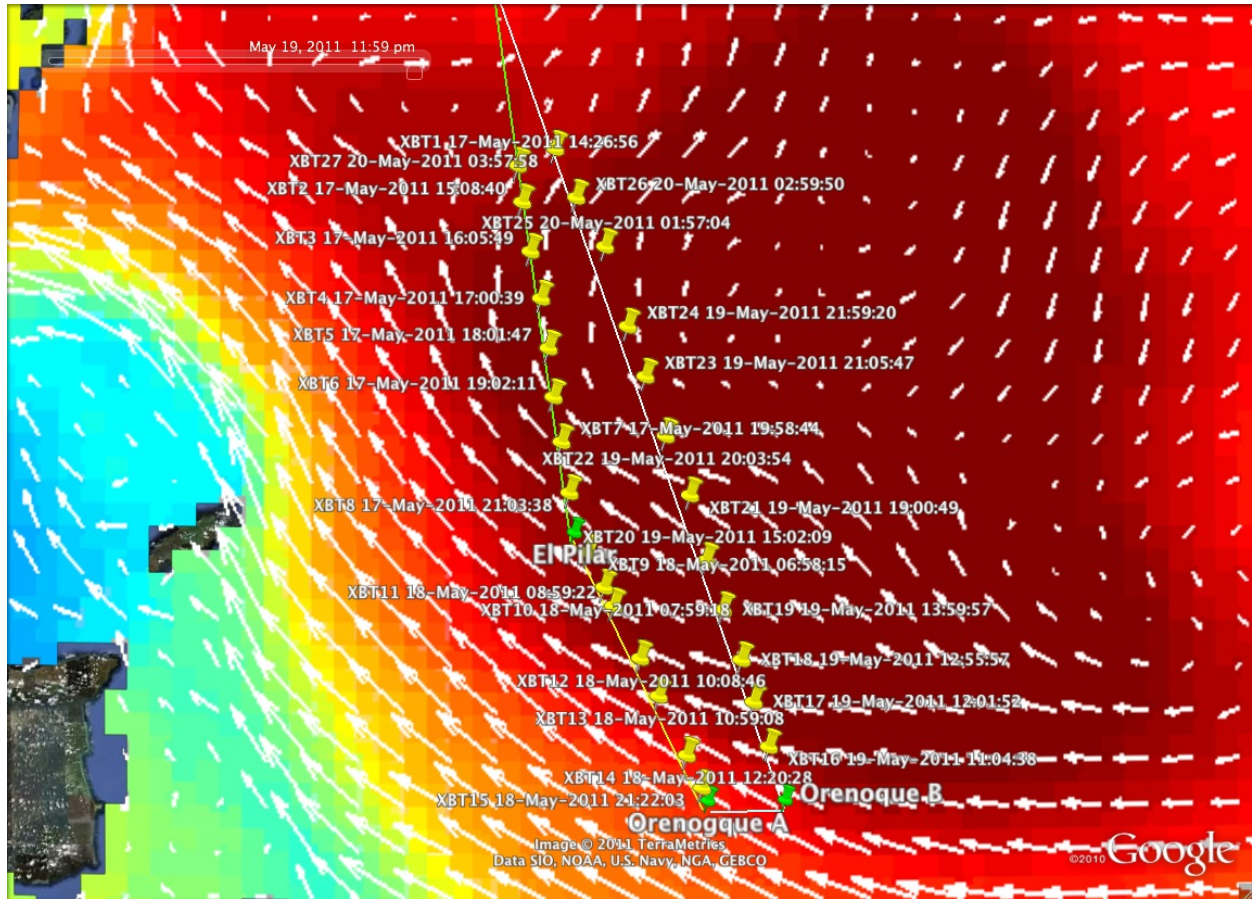 May 19, 2011 11:59 pm
XBT1 17-May-2011 14:26:56
XBT27 20-May-2011 03:57:58
XBT2 17-May-2011 15:08:40
XBT26 20-May-2011 02:59:50
XBT25 20-May-2011 01:57:04
XBT3 17-May-2011 16:05:49
XBT4 17-May-2011 17:00:39
XBT24 19-May-2011 21:59:20
XBT5 17-May-2011 18:01:47
XBT23 19-May-2011 21:05:47
XBT6 17-May-2011 19:02:11
XBT7 17-May-2011 19:58:44
XBT22 19-May-2011 20:03:54
XBT8 17-May-2011 21:03:38
XBT21 19-May-2011 19:00:49
XBT20 19-May-2011 15:02:09
El Pilar
XBT9 18-May-2011 06:58:15
XBT11 18-May-2011 08:59:22
XBT10 18-May-2011 07:59:18
XBT19 19-May-2011 13:59:57
XBT18 19-May-2011 12:55:57
XBT12 18-May-2011 10:08:46
XBT17 19-May-2011 12:01:52
XBT13 18-May-2011 10:59:08
XBT16 19-May-2011 11:04:38
XBT14 18-May-2011 12:20:28
XBT15 18-May-2011 21:22:03
Orenoque B
Orenogque A
Image © 2011 TerraMetrics
Data SIO, NOAA, U.S. Navy, NGA, GEBCO
©2010 Google